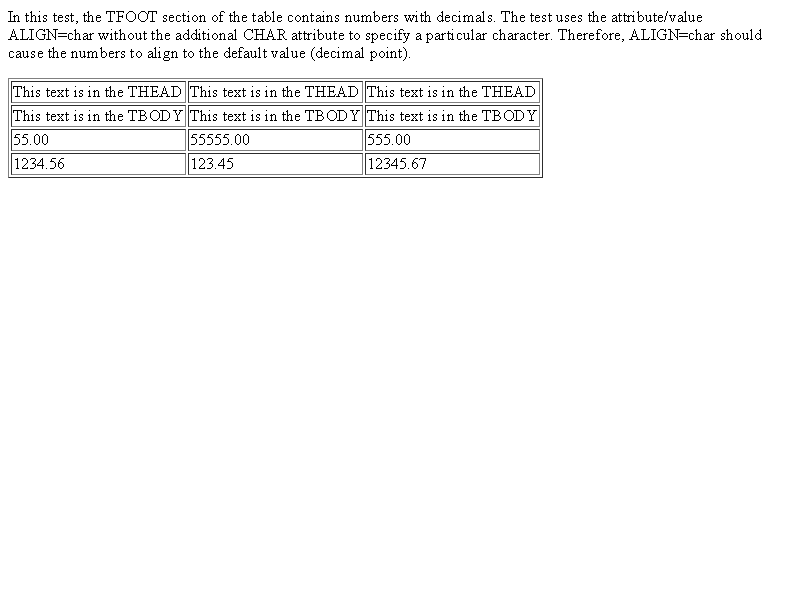 In this test, the TFOOT section of the table contains numbers with decimals. The test uses the attribute/value
ALIGN=char without the additional CHAR attribute to specify a particular character. Therefore, ALIGN=char should
cause the numbers to align to the default value (decimal point).
This text is in the THEAD This text is in the THEAD This text is in the THEAD
This text is in the TBODY This text is in the TBODY This text is in the TBODY
55.00 55555.00 555.00
1234.56 123.45 12345.67